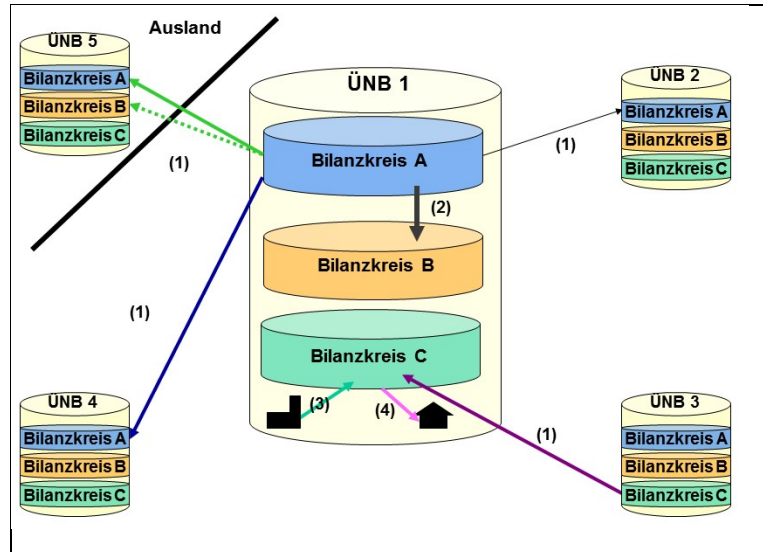 Ausland
ÜNB 5
Bilanzkreis A
Bilanzkreis B
Bilanzkreis C
(1)
ÜNB 1
Bilanzkreis A
(2)
Bilanzkreis B
Bilanzkreis C
(3)
(4)
ÜNB 2
Bilanzkreis A
Bilanzkreis B
Bilanzkreis C
(1)
(1)
ÜNB 4
Bilanzkreis A
Bilanzkreis B
Bilanzkreis C
(1)
ÜNB 3
Bilanzkreis A
Bilanzkreis B
Bilanzkreis C